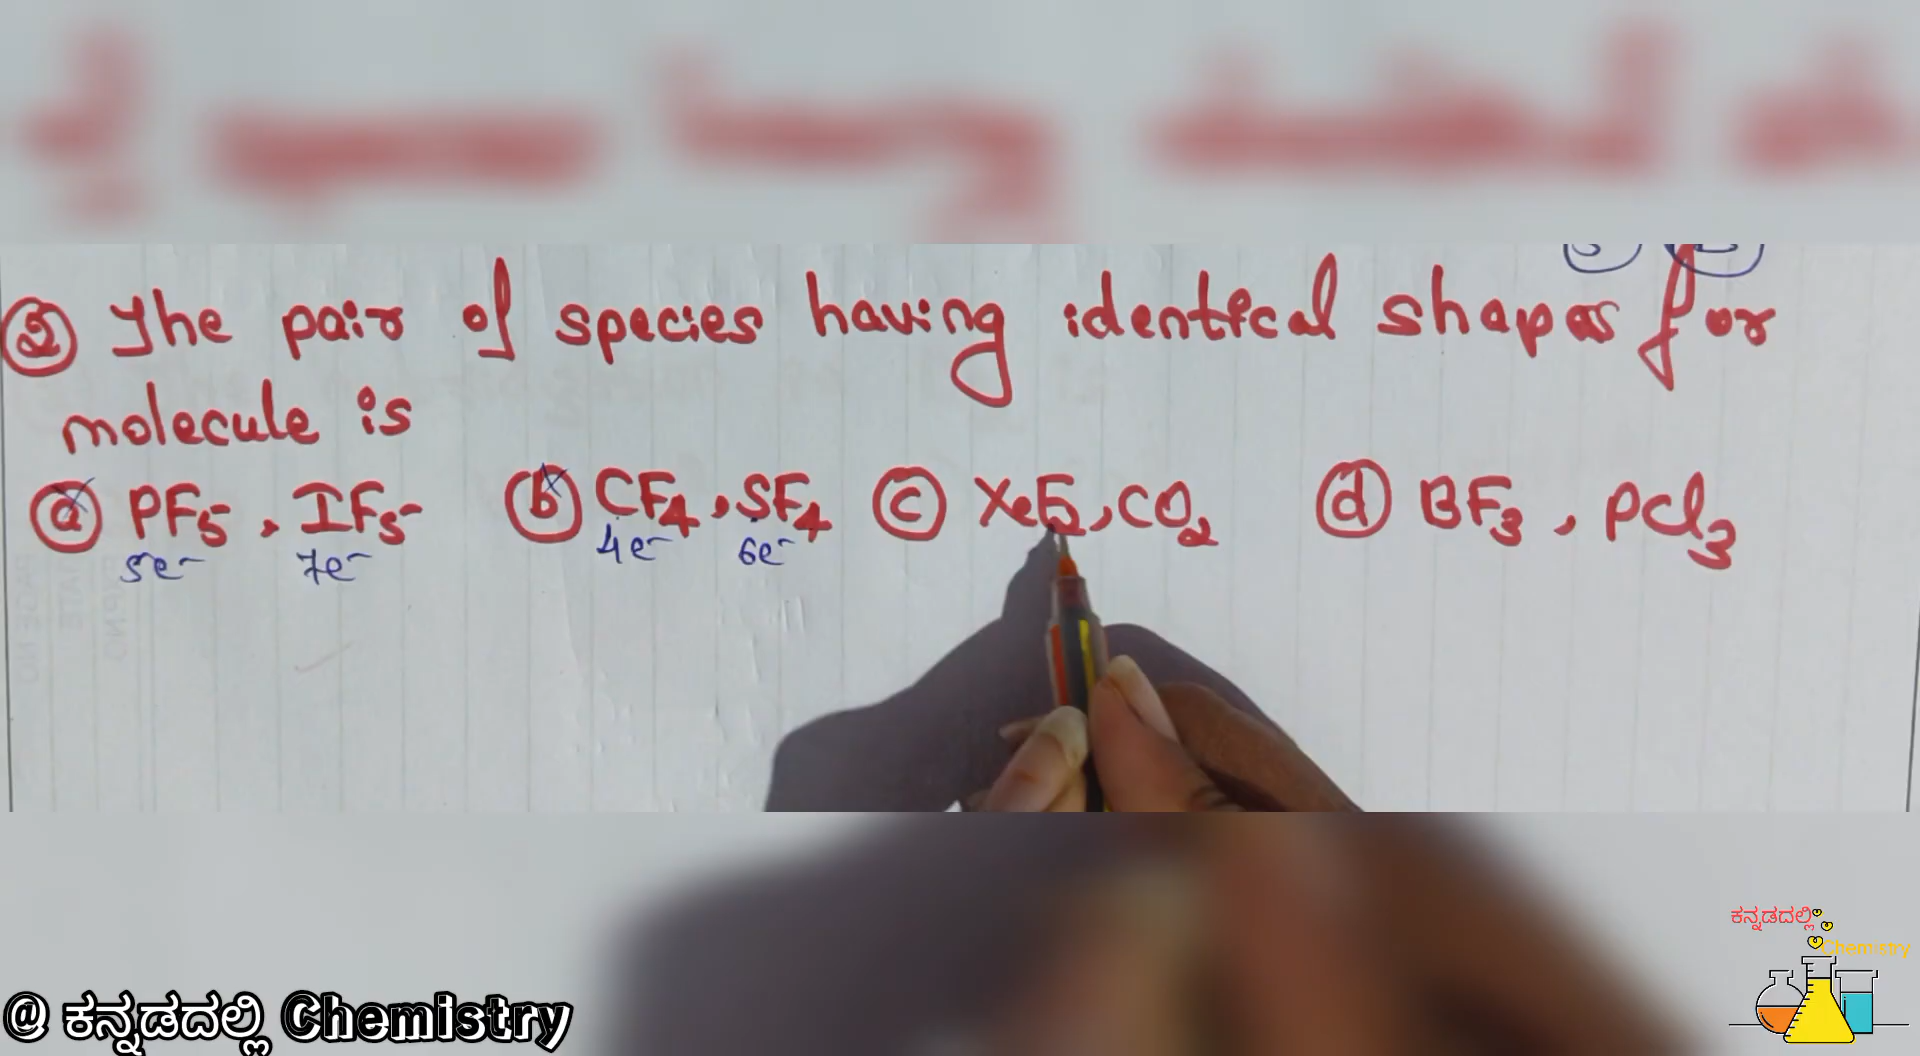 ② The pair of species having identical shapes for
molecule is
ⓐ PF5, IF5 ⓑ CF4, SF4 ⓒ XeF2, CO2 ⓓ BF3, PCl3
5e⁻ 7e⁻ 4e⁻ 6e⁻
ಕನ್ನಡದಲ್ಲಿ
Chemistry
@ ಕನ್ನಡದಲ್ಲಿ Chemistry